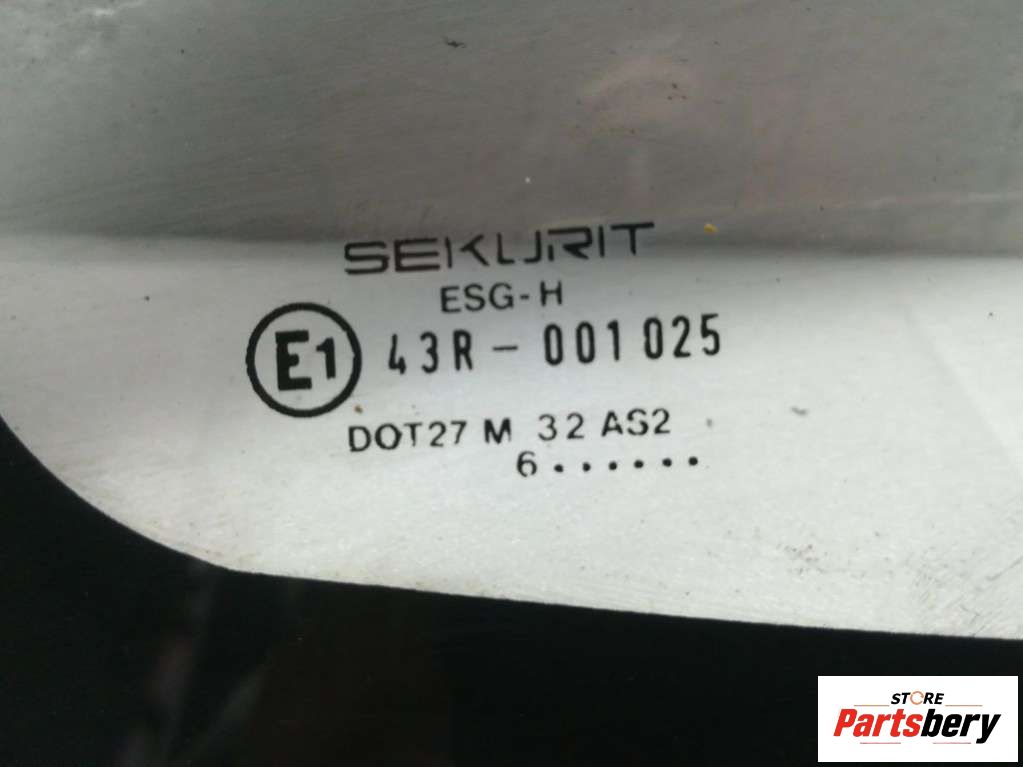 SEKURIT
ESG-H
E1 43R-001025
DOT27 M 32 AS2
6......
STORE
Partsbery